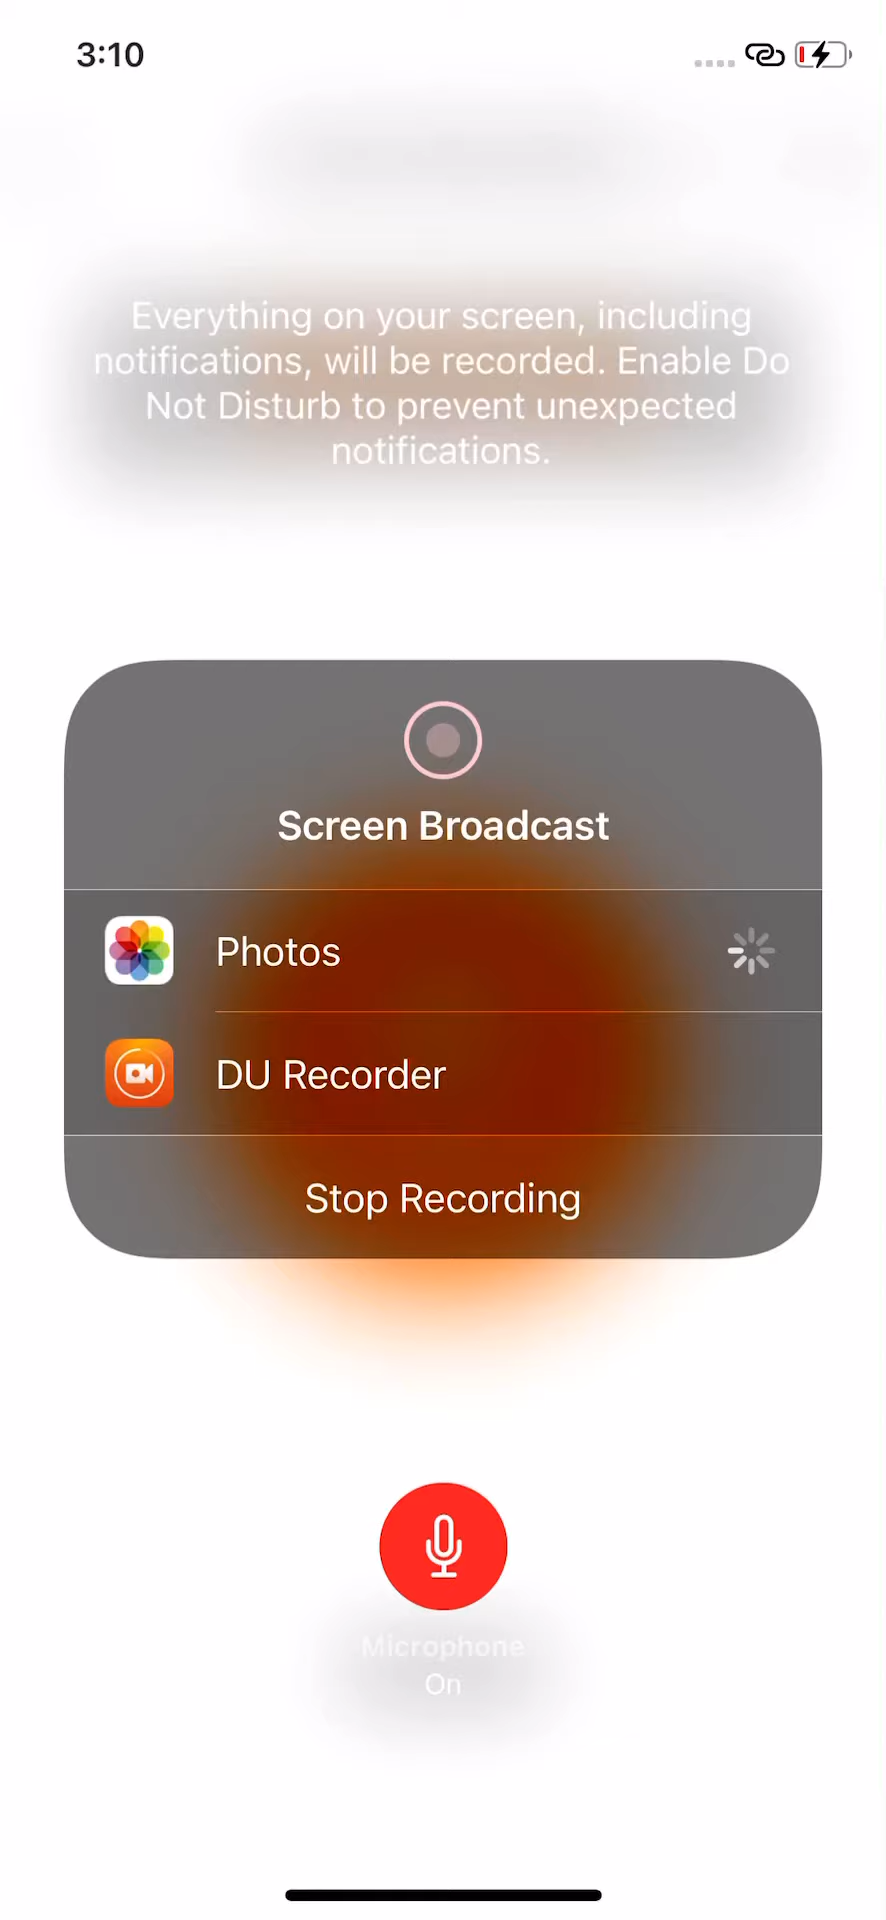 3:10
Everything on your screen, including
notifications, will be recorded. Enable Do
Not Disturb to prevent unexpected
notifications.
Screen Broadcast
Photos
DU Recorder
Stop Recording
Microphone
On